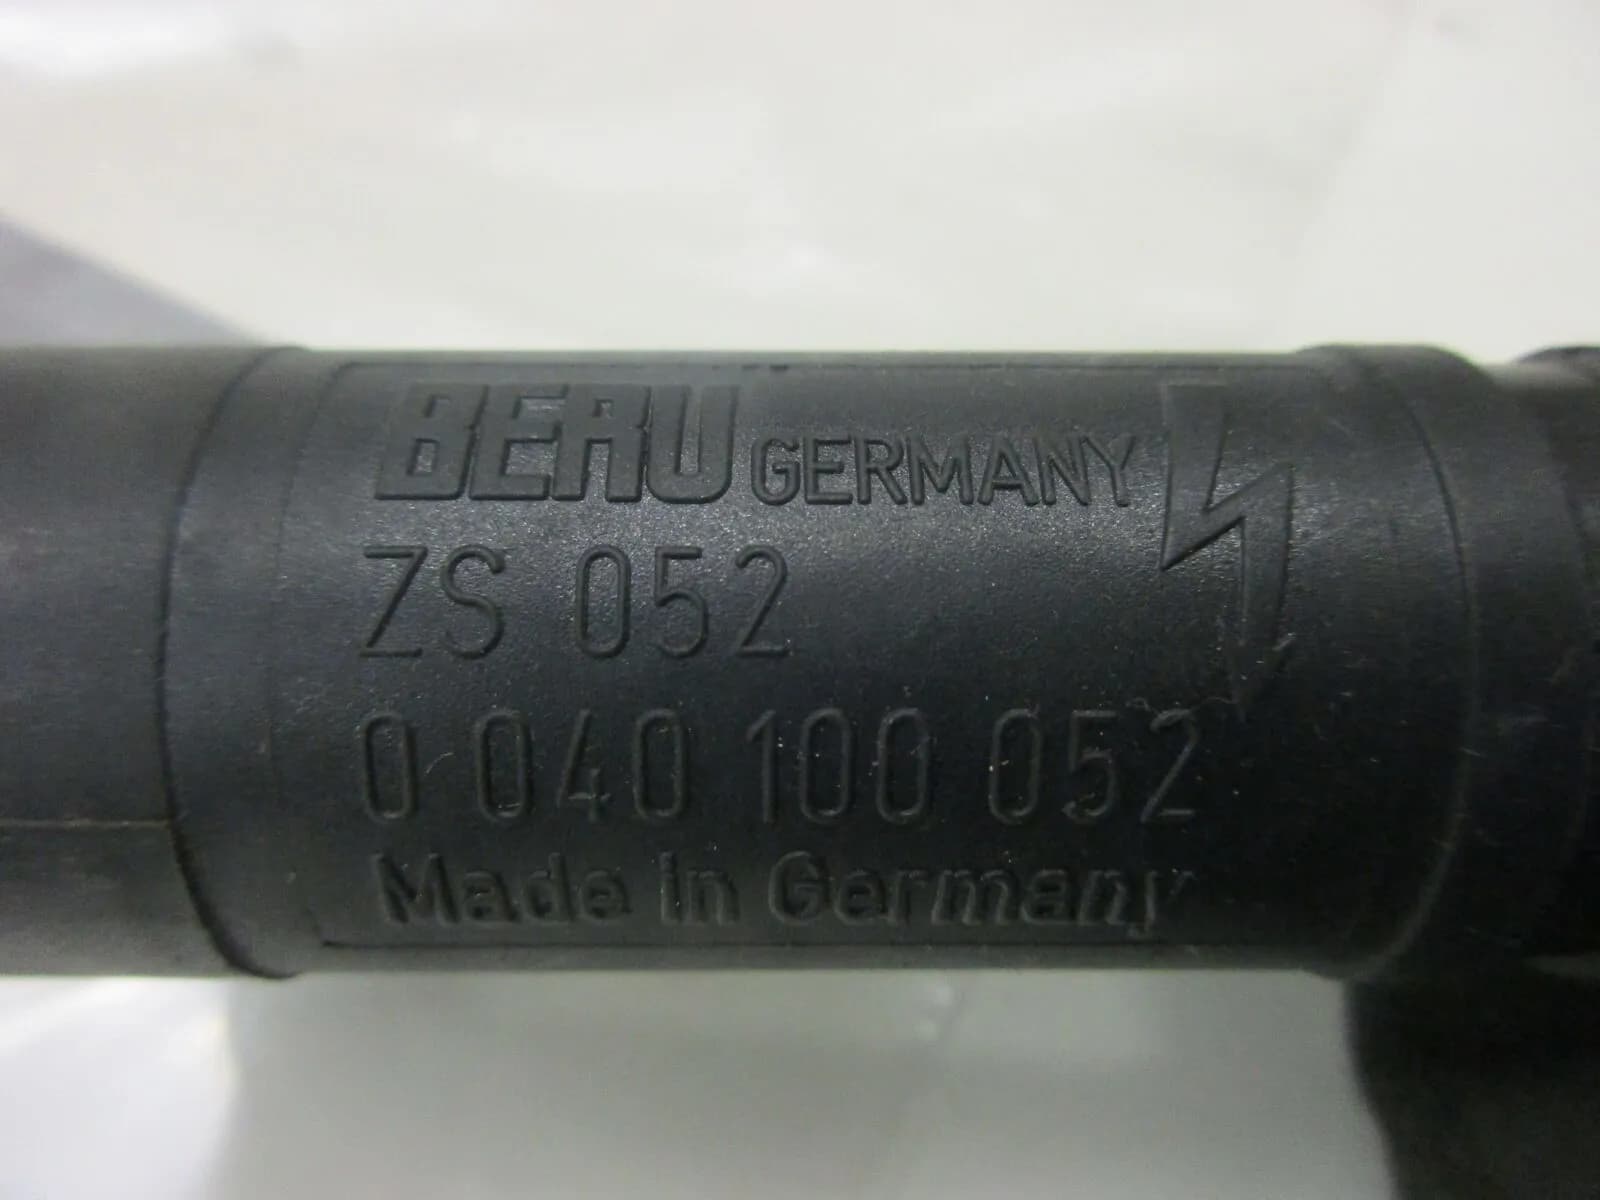 BERU GERMANY
ZS 052
0 040 100 052
Made in Germany